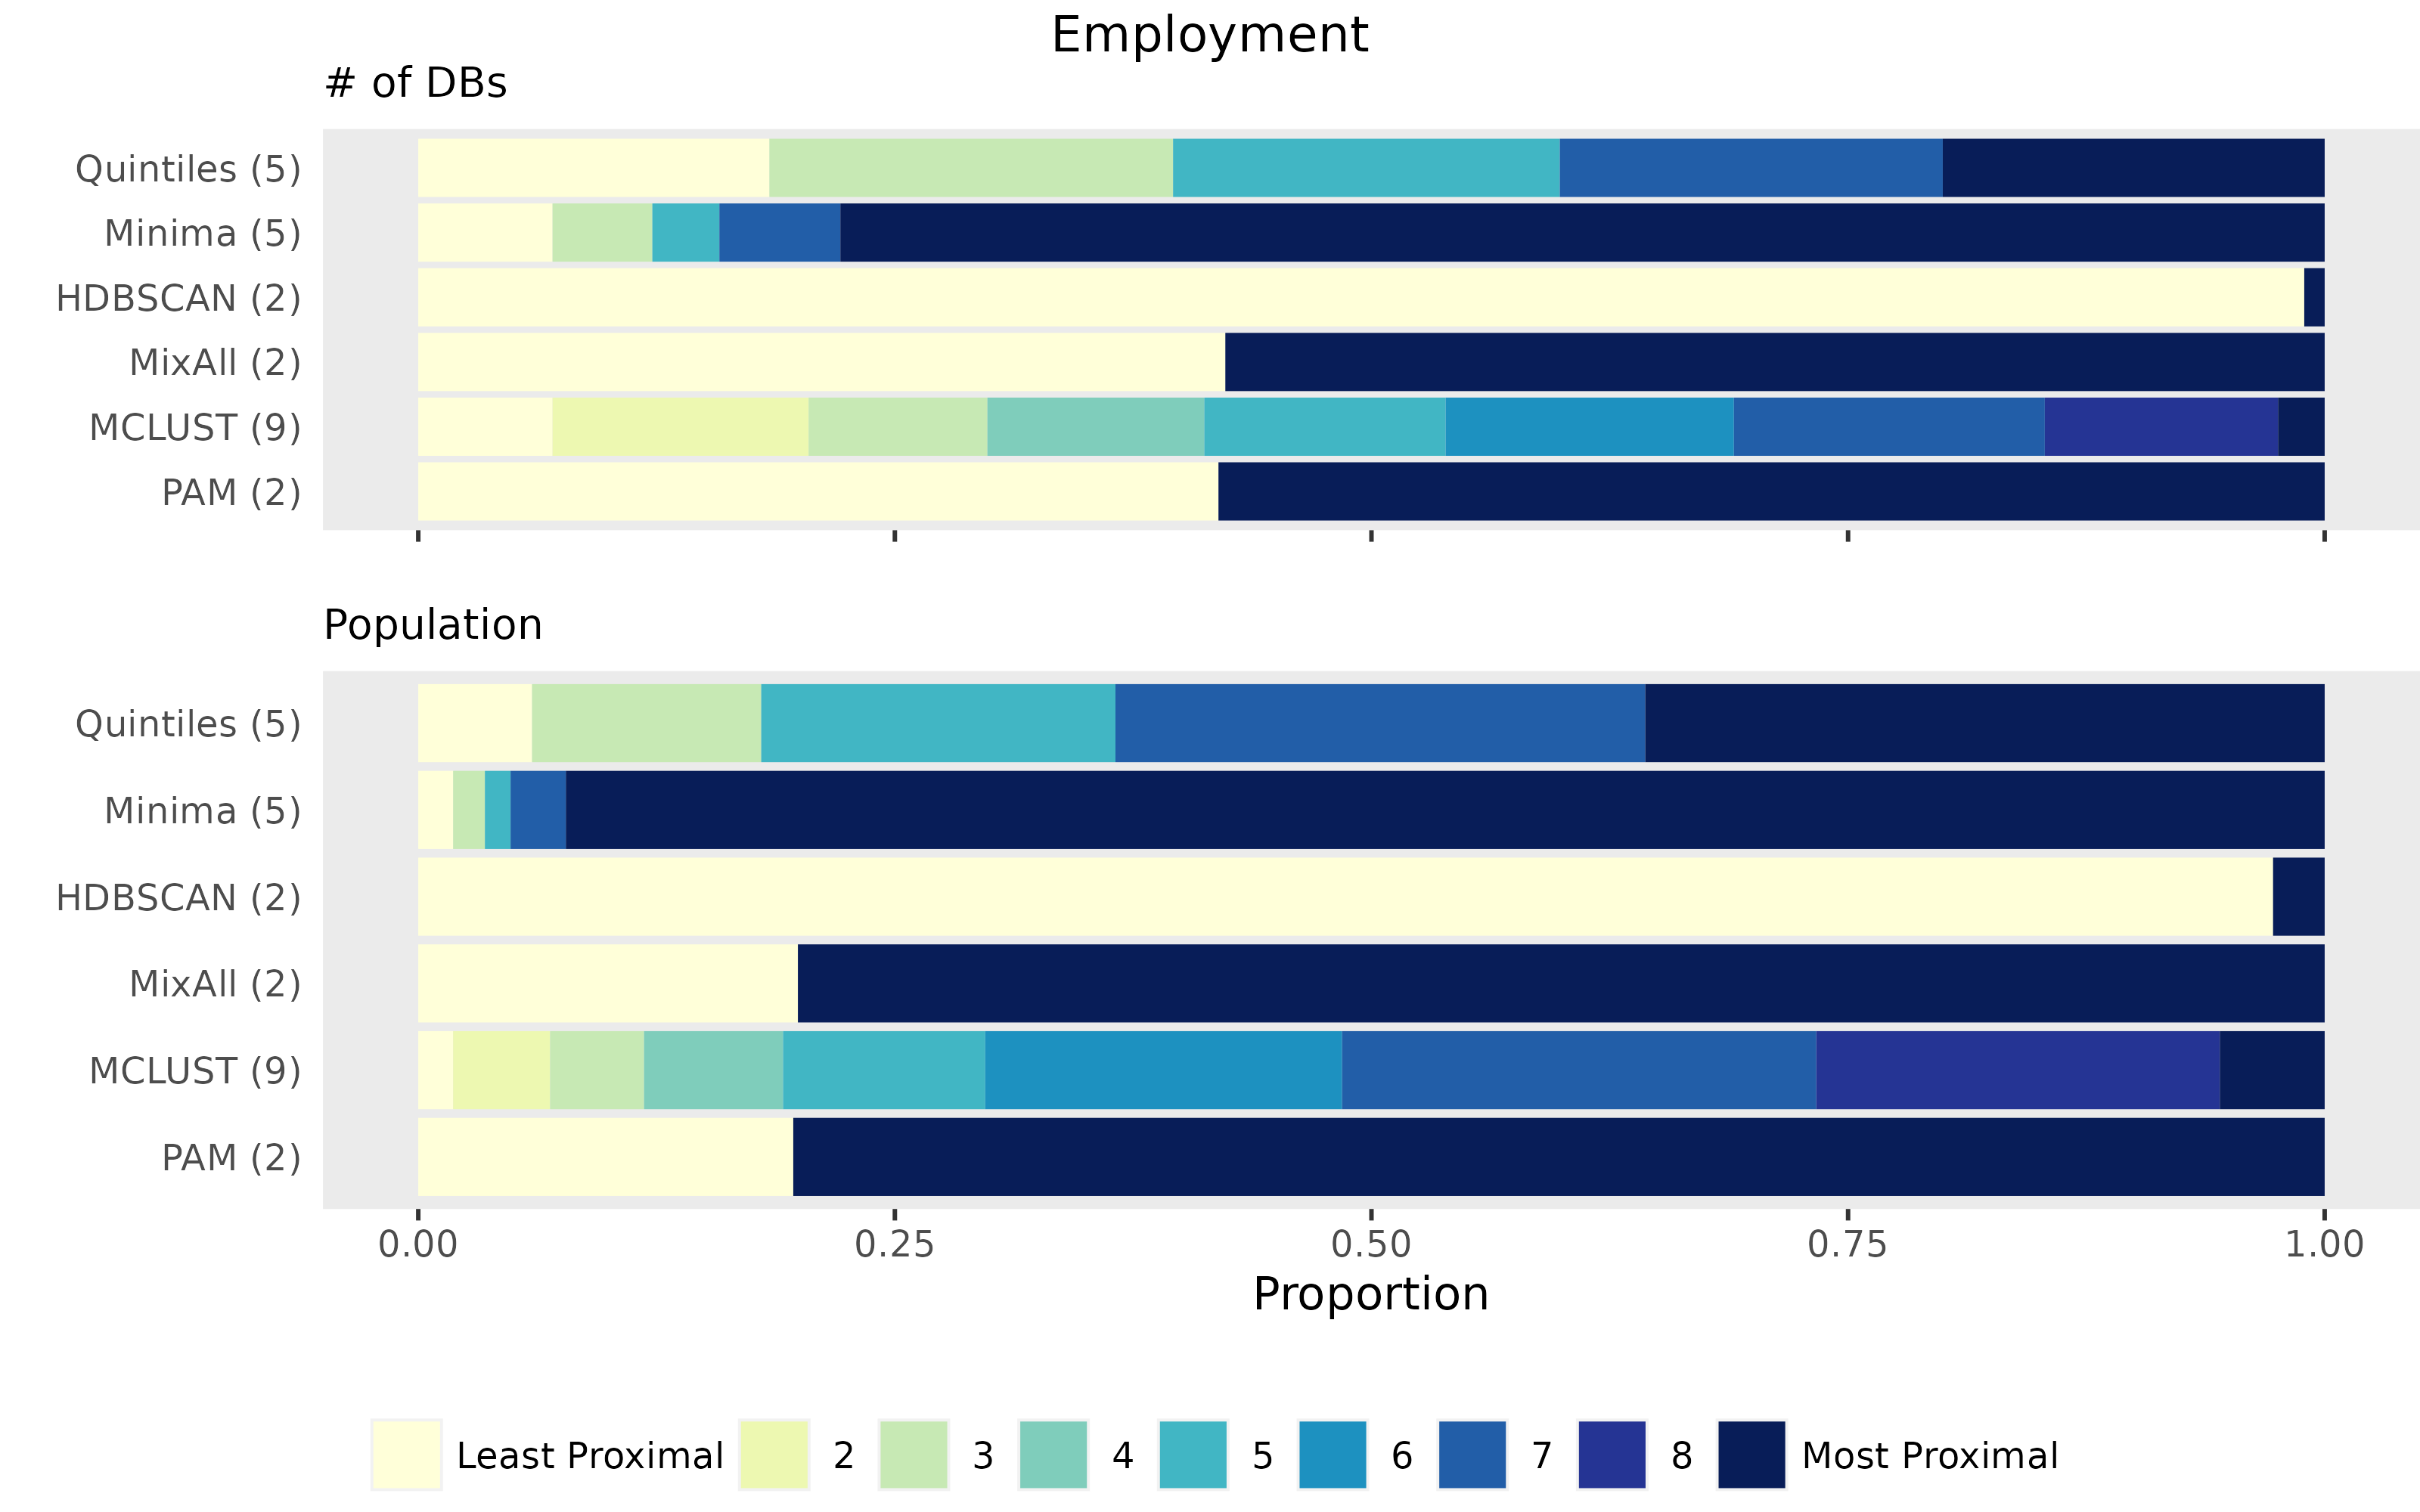 Employment
# of DBs
Quintiles (5)
Minima (5)
HDBSCAN (2)
MixAll (2)
MCLUST (9)
PAM (2)
Population
Quintiles (5)
Minima (5)
HDBSCAN (2)
MixAll (2)
MCLUST (9)
PAM (2)
0.00 0.25 0.50 0.75 1.00
Proportion
Least Proximal 2 3 4 5 6 7 8 Most Proximal